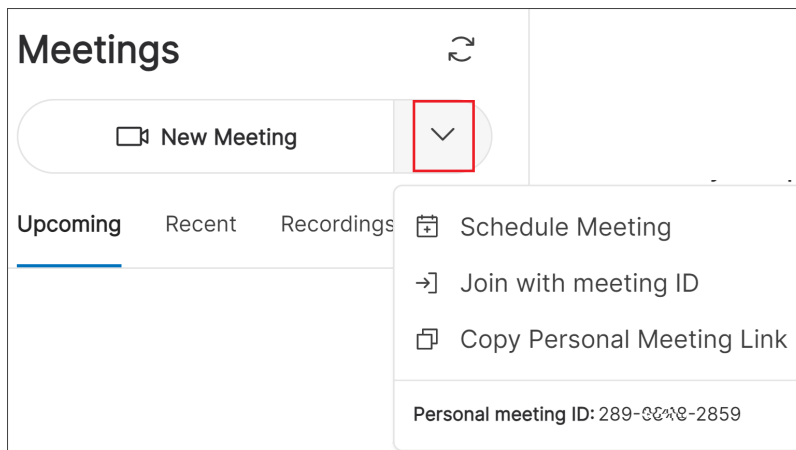 Meetings
New Meeting
Upcoming Recent Recordings
Schedule Meeting
Join with meeting ID
Copy Personal Meeting Link
Personal meeting ID: 289- -2859